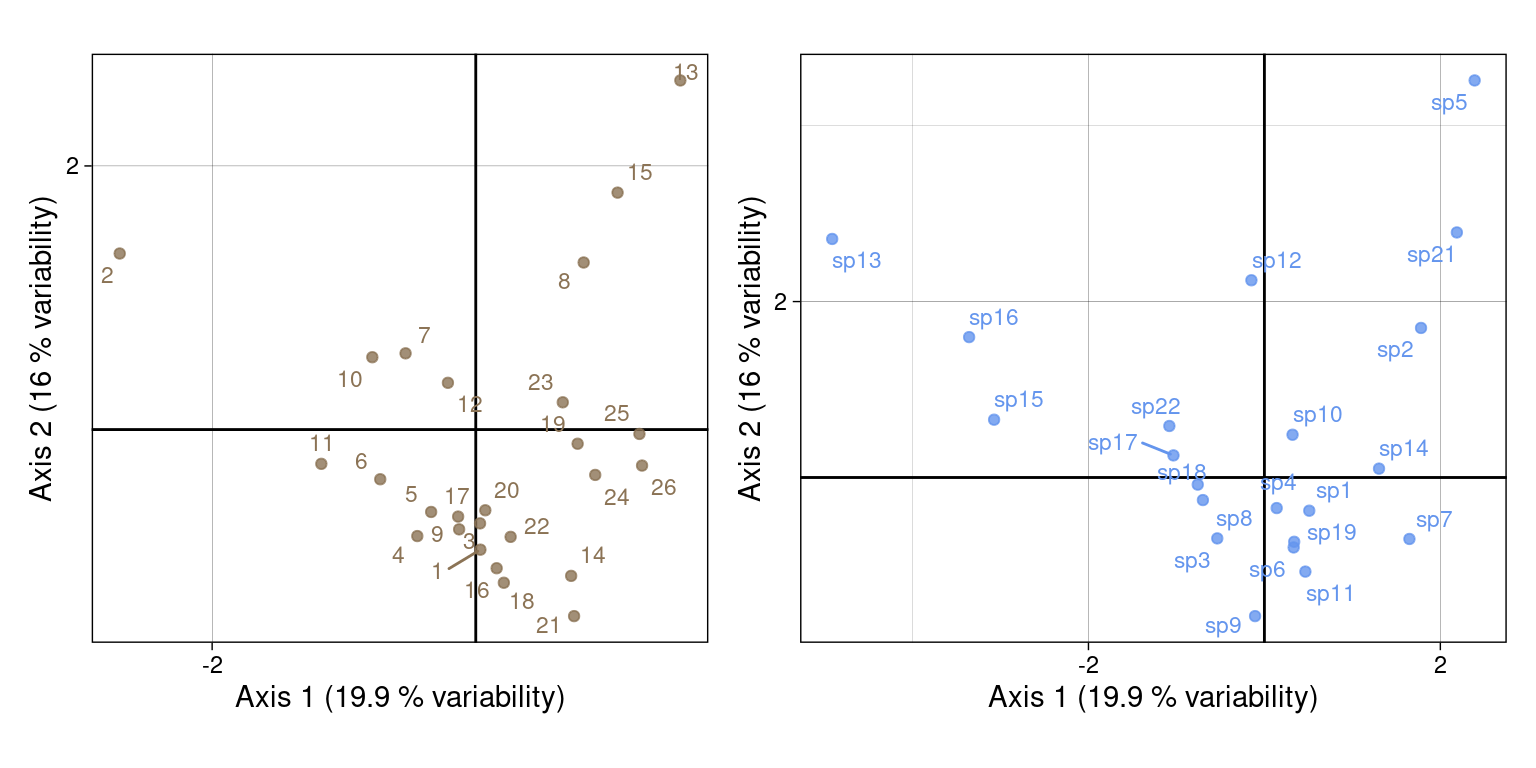 Axis 2 (16 % variability)
2
13
15
2
8
7
10
12
23
25
19
11
6
26
24
5
17
20
9
22
3
4
1
14
16
18
21
-2
Axis 1 (19.9 % variability)
Axis 2 (16 % variability)
2
sp5
sp21
sp12
sp13
sp16
sp2
sp15
sp22
sp10
sp17
sp14
sp18
sp4
sp1
sp8
sp7
sp19
sp3
sp6
sp11
sp9
-2
2
Axis 1 (19.9 % variability)